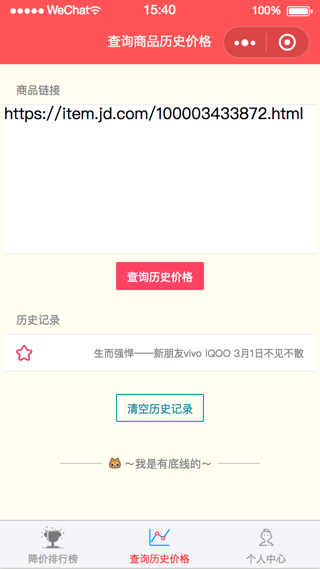 WeChat
15:40
100%
查询商品历史价格
商品链接
https://item.jd.com/100003433872.html
查询历史价格
历史记录
生而强悍——新朋友vivo iQOO 3月1日不见不散
清空历史记录
～我是有底线的～
降价排行榜
查询历史价格
个人中心